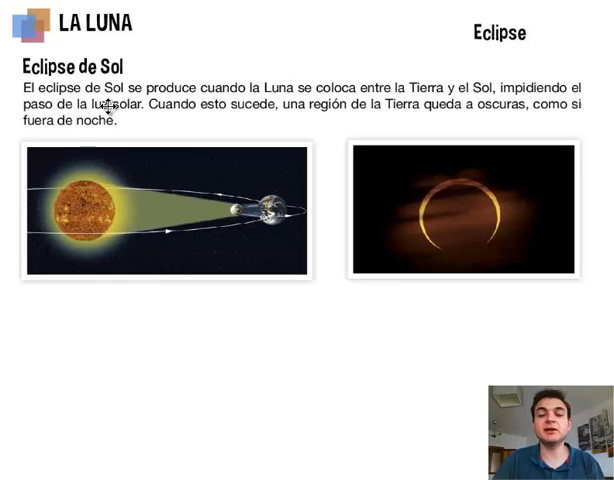 LA LUNA
Eclipse
Eclipse de Sol
El eclipse de Sol se produce cuando la Luna se coloca entre la Tierra y el Sol, impidiendo el
paso de la luz solar. Cuando esto sucede, una región de la Tierra queda a oscuras, como si
fuera de noche.